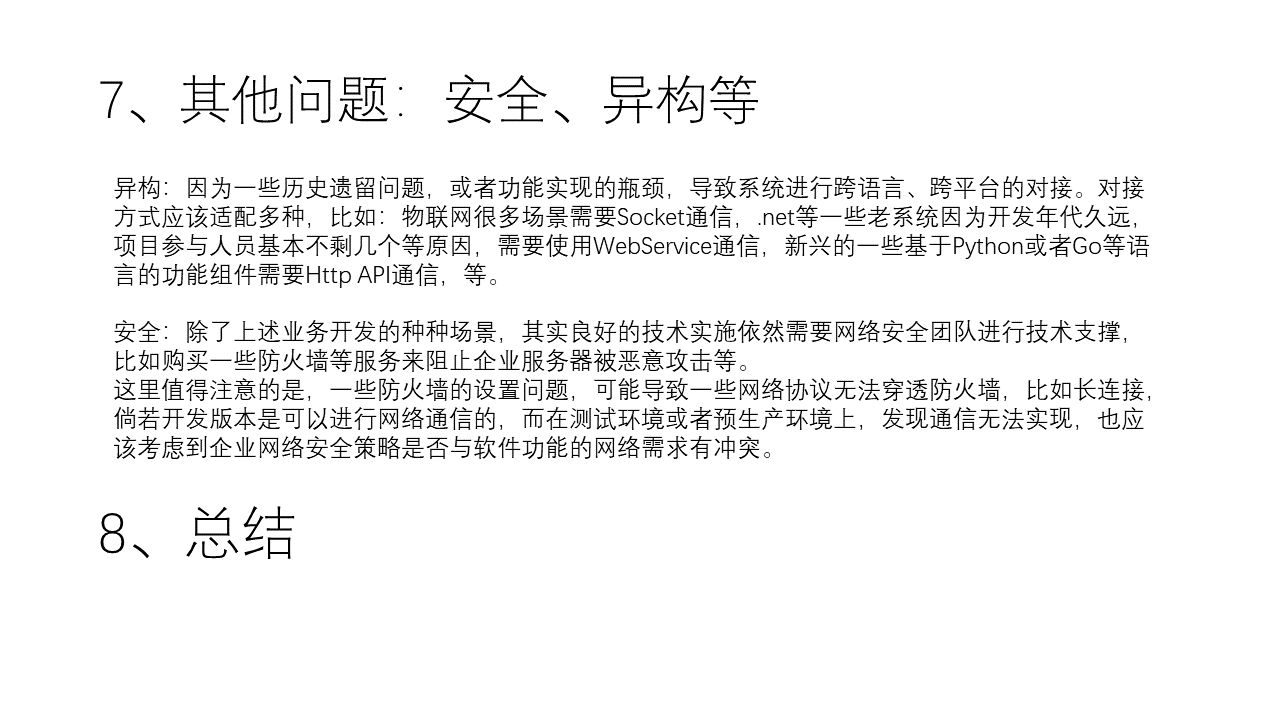 7、其他问题：安全、异构等
异构：因为一些历史遗留问题，或者功能实现的瓶颈，导致系统进行跨语言、跨平台的对接。对接
方式应该适配多种，比如：物联网很多场景需要Socket通信，.net等一些老系统因为开发年代久远，
项目参与人员基本不剩几个等原因，需要使用WebService通信，新兴的一些基于Python或者Go等语
言的功能组件需要Http API通信，等。
安全：除了上述业务开发的种种场景，其实良好的技术实施依然需要网络安全团队进行技术支撑，
比如购买一些防火墙等服务来阻止企业服务器被恶意攻击等。
这里值得注意的是，一些防火墙的设置问题，可能导致一些网络协议无法穿透防火墙，比如长连接，
倘若开发版本是可以进行网络通信的，而在测试环境或者预生产环境上，发现通信无法实现，也应
该考虑到企业网络安全策略是否与软件功能的网络需求有冲突。
8、总结